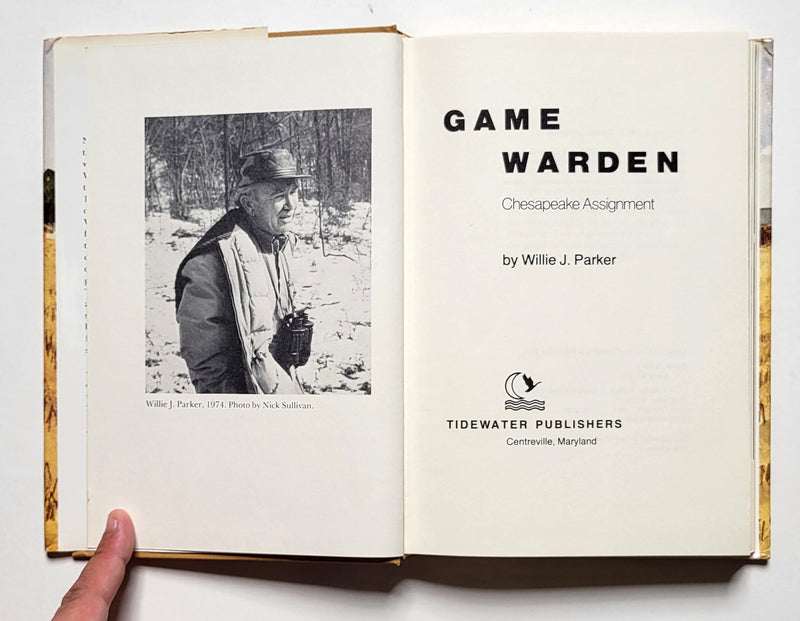 Willie J. Parker, 1974. Photo by Nick Sullivan.
GAME
WARDEN
Chesapeake Assignment
by Willie J. Parker
TIDEWATER PUBLISHERS
Centreville, Maryland